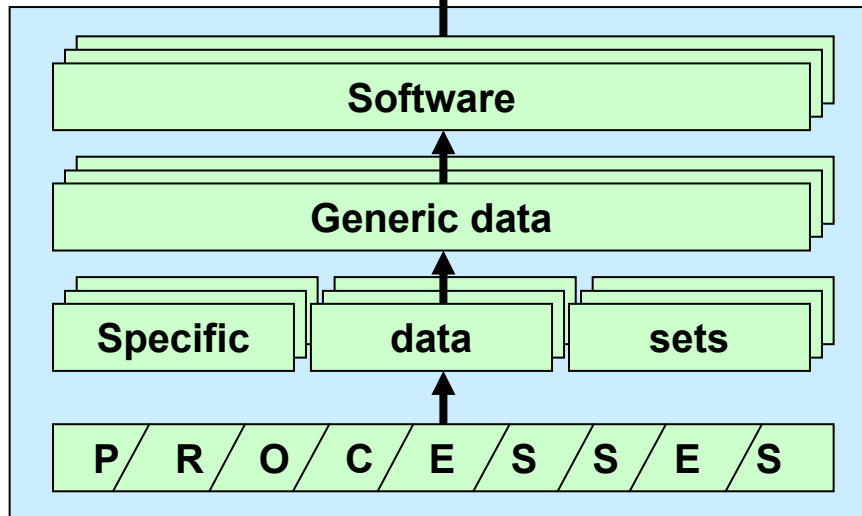 Software
Generic data
Specific data sets
P R O C E S S E S